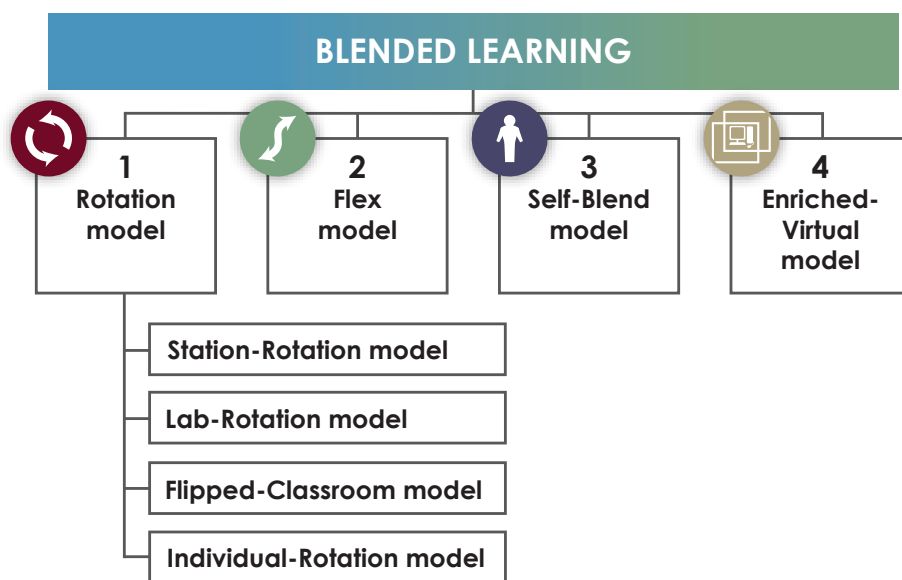 BLENDED LEARNING
1
Rotation
model
2
Flex
model
3
Self-Blend
model
4
Enriched-
Virtual
model
Station-Rotation model
Lab-Rotation model
Flipped-Classroom model
Individual-Rotation model